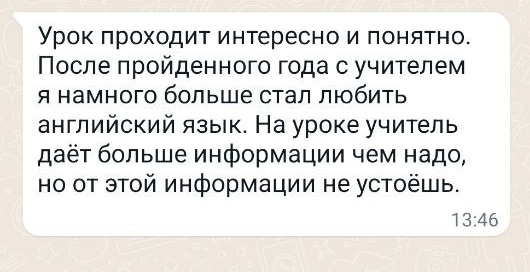 Урок проходит интересно и понятно.
После пройденного года с учителем
я намного больше стал любить
английский язык. На уроке учитель
даёт больше информации чем надо,
но от этой информации не устоёшь.
13:46